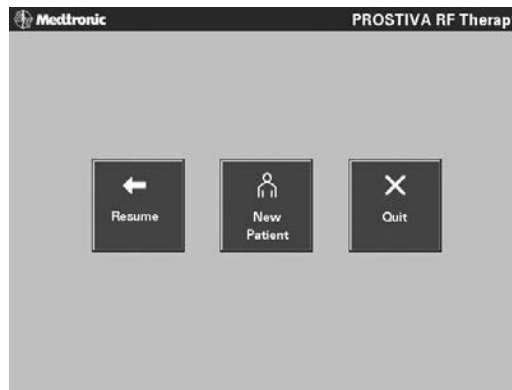 Medtronic PROSTIVA RF Therap
Resume
New
Patient
Quit